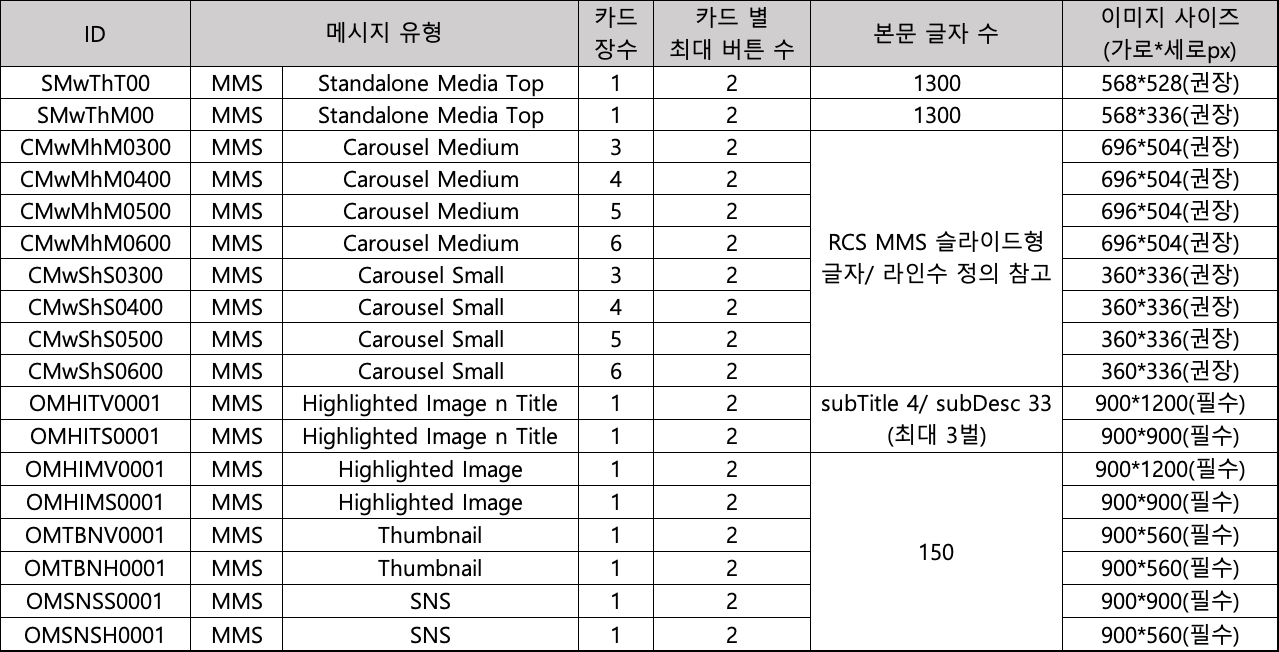 ID 메시지 유형 카드 장수 카드 별 최대 버튼 수 본문 글자 수 이미지 사이즈 (가로*세로px)
SMwThT00 MMS Standalone Media Top 1 2 1300 568*528(권장)
SMwThM00 MMS Standalone Media Top 1 2 1300 568*336(권장)
CMwMhM0300 MMS Carousel Medium 3 2 RCS MMS 슬라이드형 글자/ 라인수 정의 참고 696*504(권장)
CMwMhM0400 MMS Carousel Medium 4 2 696*504(권장)
CMwMhM0500 MMS Carousel Medium 5 2 696*504(권장)
CMwMhM0600 MMS Carousel Medium 6 2 696*504(권장)
CMwShS0300 MMS Carousel Small 3 2 360*336(권장)
CMwShS0400 MMS Carousel Small 4 2 360*336(권장)
CMwShS0500 MMS Carousel Small 5 2 360*336(권장)
CMwShS0600 MMS Carousel Small 6 2 360*336(권장)
OMHITV0001 MMS Highlighted Image n Title 1 2 subTitle 4/ subDesc 33 (최대 3벌) 900*1200(필수)
OMHITS0001 MMS Highlighted Image n Title 1 2 900*900(필수)
OMHIMV0001 MMS Highlighted Image 1 2 150 900*1200(필수)
OMHIMS0001 MMS Highlighted Image 1 2 900*900(필수)
OMTBNV0001 MMS Thumbnail 1 2 900*560(필수)
OMTBNH0001 MMS Thumbnail 1 2 900*560(필수)
OMSNSS0001 MMS SNS 1 2 900*900(필수)
OMSNSH0001 MMS SNS 1 2 900*560(필수)